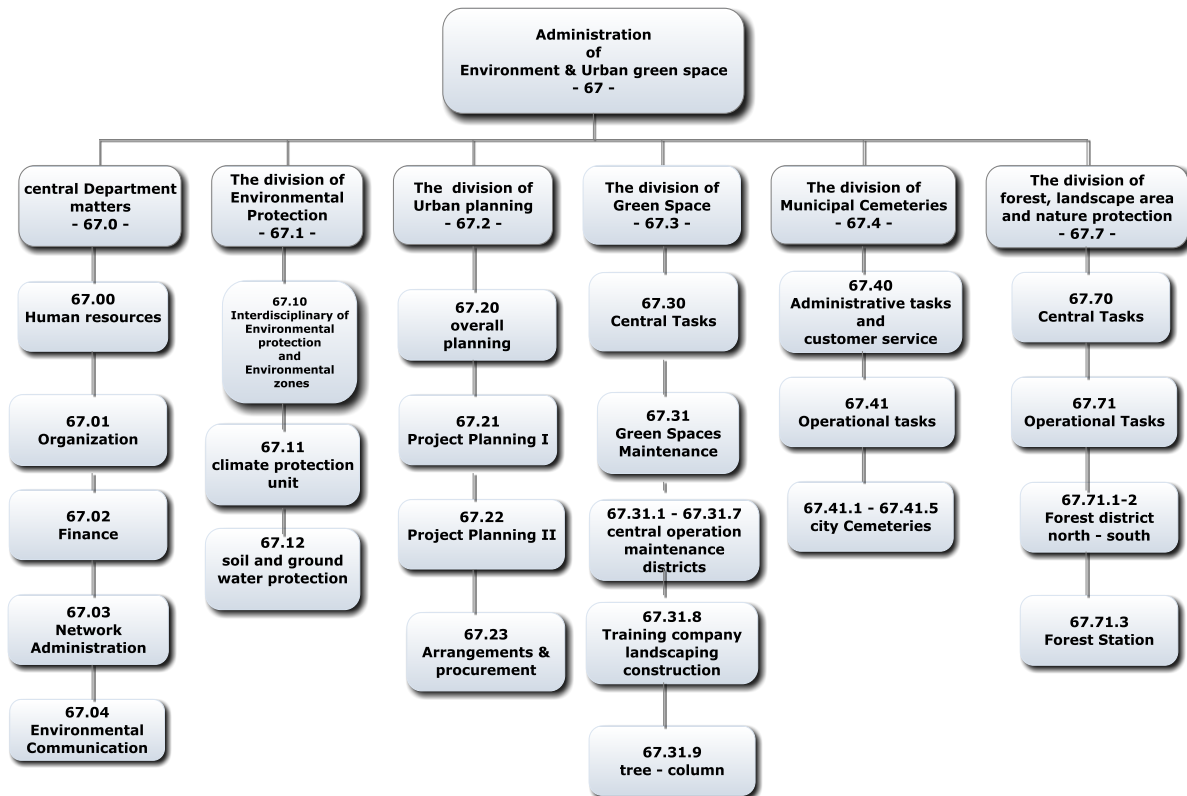 Administration
of
Environment & Urban green space
- 67 -
central Department
matters
- 67.0 -
The division of
Environmental
Protection
- 67.1 -
The division of
Urban planning
- 67.2 -
The division of
Green Space
- 67.3 -
The division of
Municipal Cemeteries
- 67.4 -
The division of
forest, landscape area
and nature protection
- 67.7 -
67.00
Human resources
67.01
Organization
67.02
Finance
67.03
Network
Administration
67.04
Environmental
Communication
67.10
Interdisciplinary of
Environmental
protection
and
Environmental
zones
67.11
climate protection
unit
67.12
soil and ground
water protection
67.20
overall
planning
67.21
Project Planning I
67.22
Project Planning II
67.23
Arrangements &
procurement
67.30
Central Tasks
67.31
Green Spaces
Maintenance
67.31.1 - 67.31.7
central operation
maintenance
districts
67.31.8
Training company
landscaping
construction
67.31.9
tree - column
67.40
Administrative tasks
and
customer service
67.41
Operational tasks
67.41.1 - 67.41.5
city Cemeteries
67.70
Central Tasks
67.71
Operational Tasks
67.71.1-2
Forest district
north - south
67.71.3
Forest Station